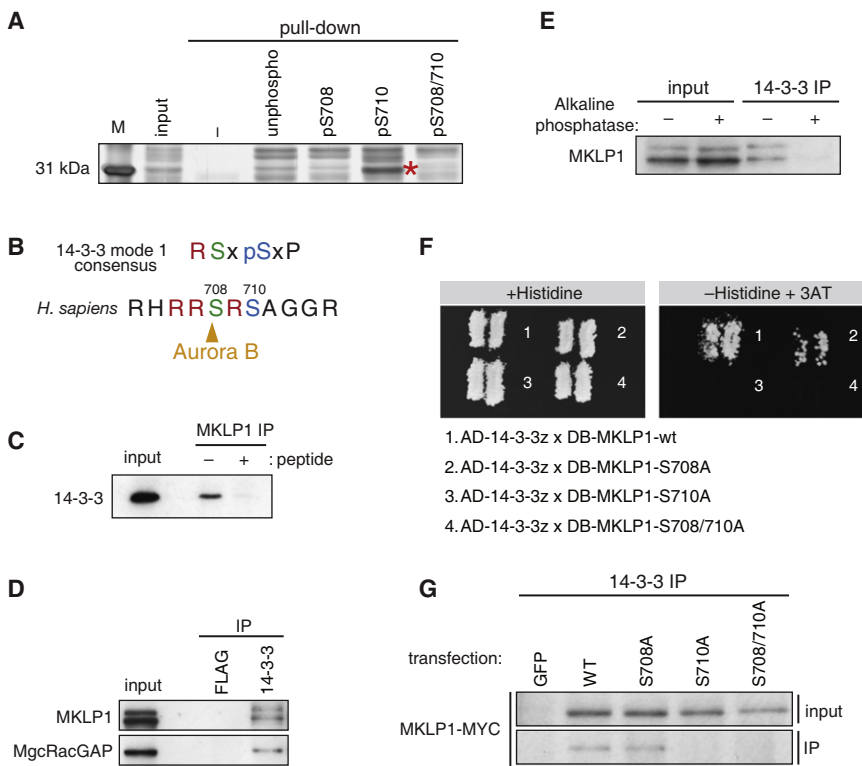 A
pull-down
M
input
–
unphospho
pS708
pS710
pS708/710
31 kDa
*
B
14-3-3 mode 1 consensus
RSxpSxP
708 710
H. sapiens RHRRSRSAGGR
Aurora B
C
MKLP1 IP
input – + : peptide
14-3-3
D
IP
input
FLAG
14-3-3
MKLP1
MgcRacGAP
E
input 14-3-3 IP
Alkaline phosphatase: – + – +
MKLP1
F
+Histidine
–Histidine + 3AT
1 2
3 4
1 2
3 4
1. AD-14-3-3z x DB-MKLP1-wt
2. AD-14-3-3z x DB-MKLP1-S708A
3. AD-14-3-3z x DB-MKLP1-S710A
4. AD-14-3-3z x DB-MKLP1-S708/710A
G
14-3-3 IP
transfection:
GFP
WT
S708A
S710A
S708/710A
MKLP1-MYC
input
IP